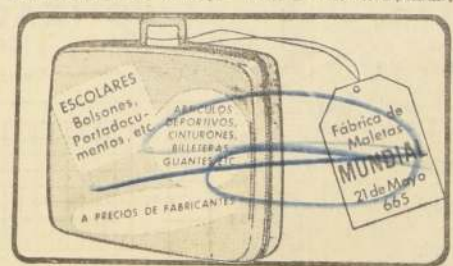 ESCOLARES
Bolsones,
Portadocu-
mentos, etc.
ARTICULOS
DEPORTIVOS,
CINTURONES,
BILLETERAS
GUANTES ETC
A PRECIOS DE FABRICANTES
Fábrica de
Maletas
MUNDIAL
21 de Mayo
665